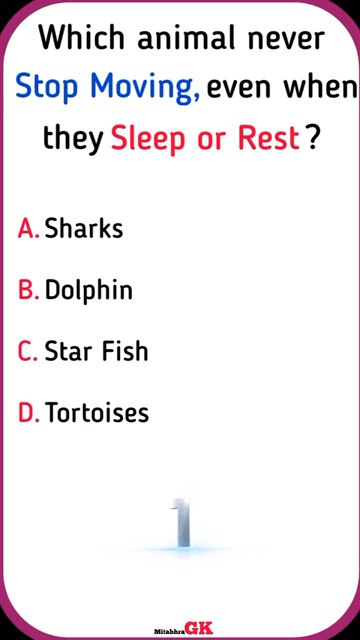 Which animal never
Stop Moving, even when
they Sleep or Rest ?
A. Sharks
B. Dolphin
C. Star Fish
D. Tortoises
1
MitabhraGK